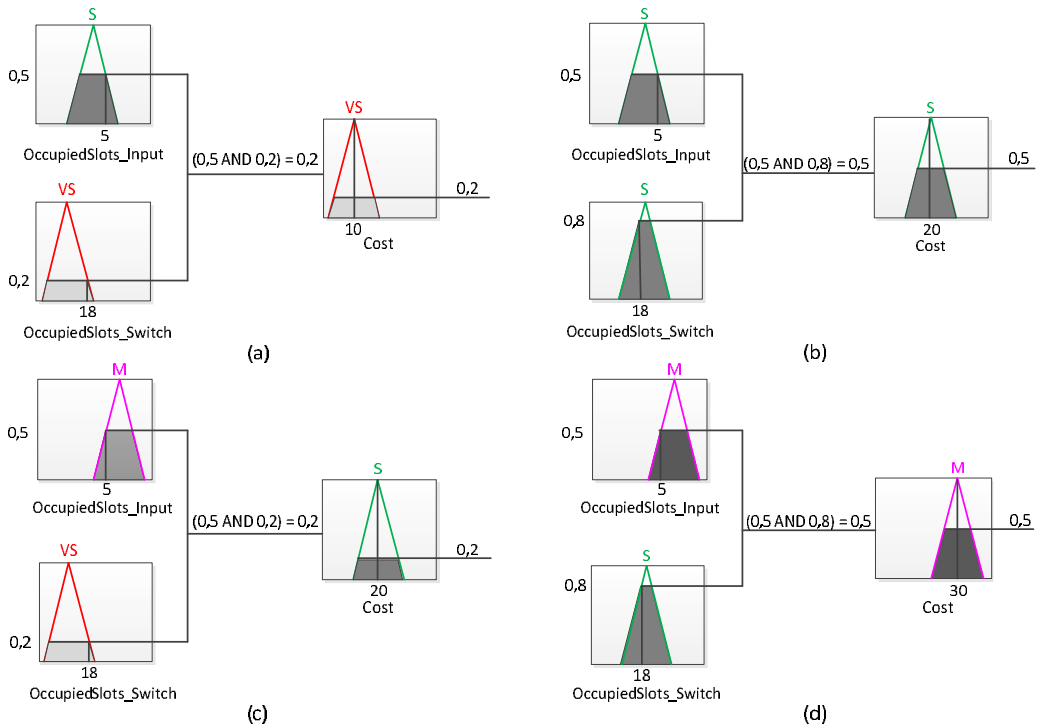 S
0,5
5
OccupiedSlots_Input
VS
0,2
18
OccupiedSlots_Switch
(0,5 AND 0,2) = 0,2
VS
0,2
10
Cost
(a)
S
0,5
5
OccupiedSlots_Input
S
0,8
18
OccupiedSlots_Switch
(0,5 AND 0,8) = 0,5
S
0,5
20
Cost
(b)
M
0,5
5
OccupiedSlots_Input
VS
0,2
18
OccupiedSlots_Switch
(0,5 AND 0,2) = 0,2
S
0,2
20
Cost
(c)
M
0,5
5
OccupiedSlots_Input
S
0,8
18
OccupiedSlots_Switch
(0,5 AND 0,8) = 0,5
M
0,5
30
Cost
(d)